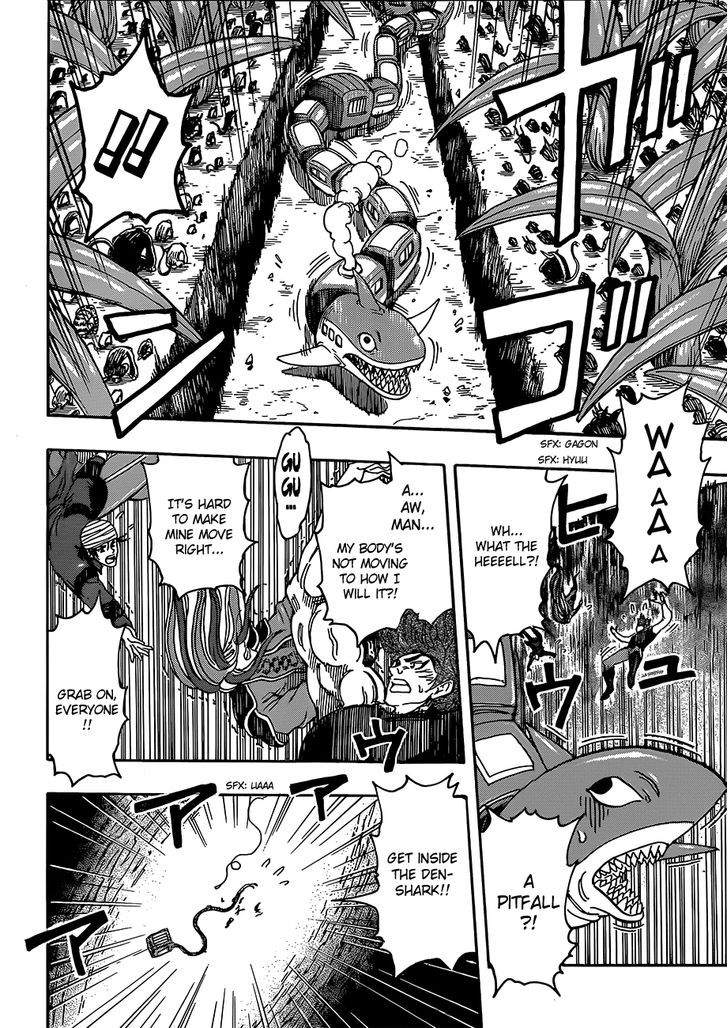 ガ
ゴ
ン
!!
SFX: GAGON
SFX: HYUU
WAAAA
ヒュウ
WH...
WHAT THE
HEEEELL?!
A
PITFALL
?!
A...
AW,
MAN...
MY BODY'S
NOT MOVING
TO HOW I
WILL IT?!
GU
GU
...
IT'S HARD
TO MAKE
MINE MOVE
RIGHT...
GRAB ON,
EVERYONE
!!
ウアアア
SFX: UAAA
GET INSIDE
THE DEN-
SHARK!!